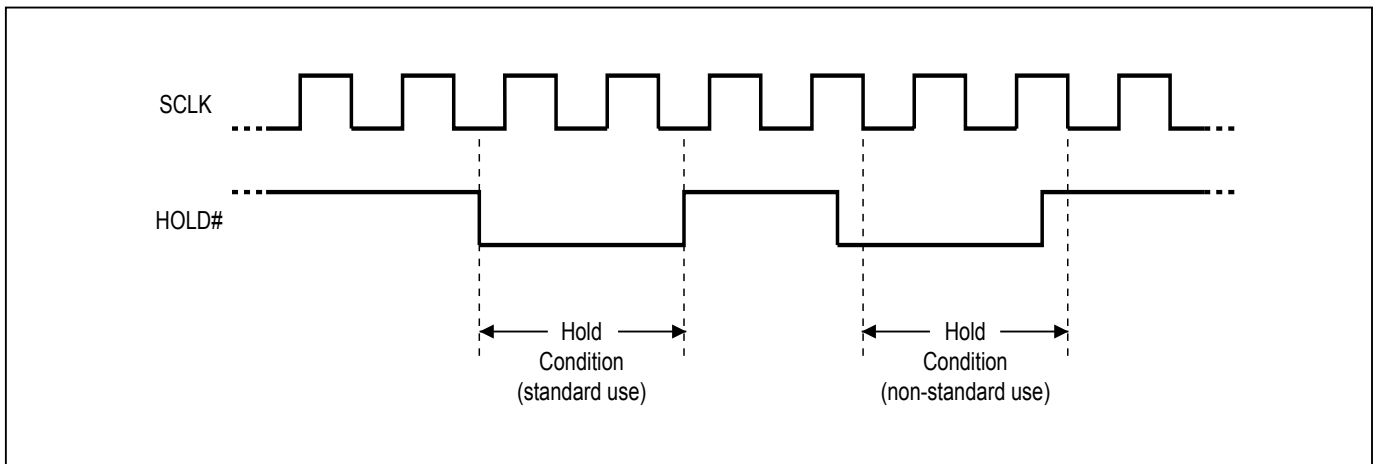 SCLK
HOLD#
Hold
Condition
(standard use)
Hold
Condition
(non-standard use)